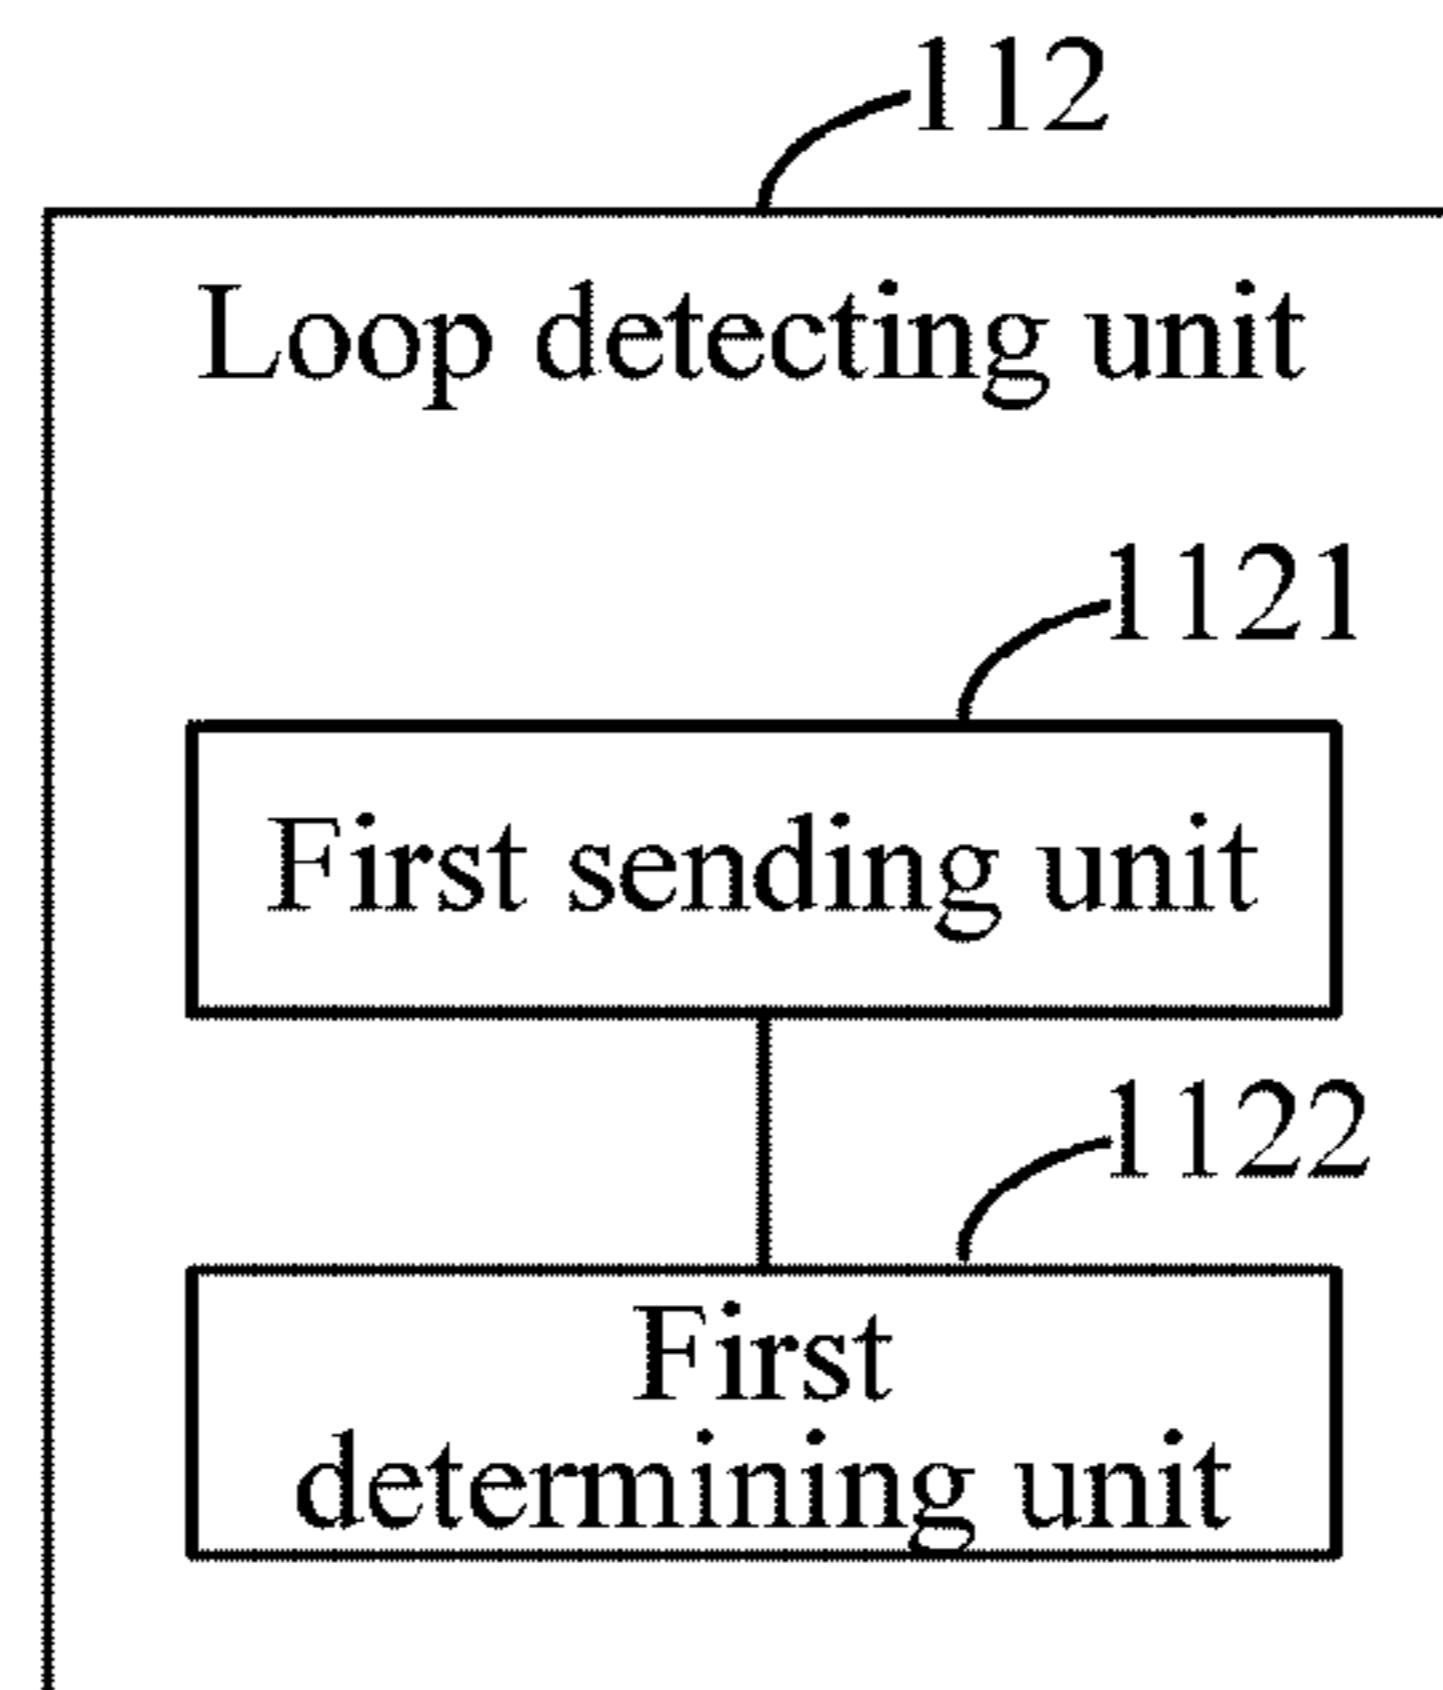 112
Loop detecting unit
1121
First sending unit
1122
First
determining unit